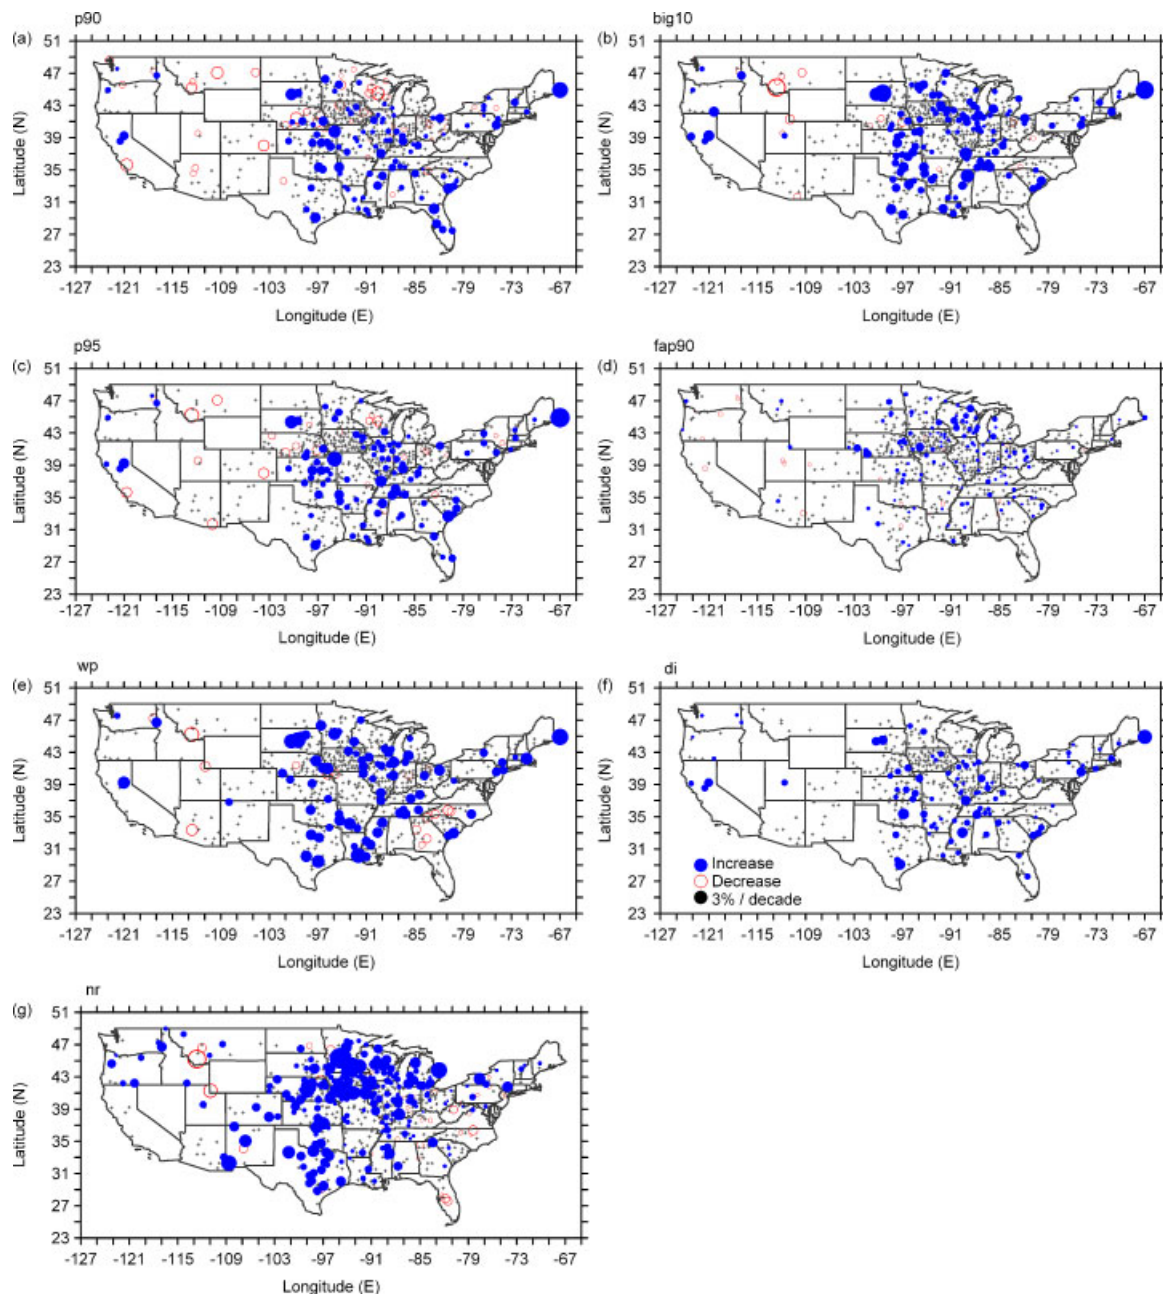 p90
(a)
51
47
43
39
35
31
27
23
Latitude (N)
-127 -121 -115 -109 -103 -97 -91 -85 -79 -73 -67
Longitude (E)
big10
(b)
51
47
43
39
35
31
27
23
Latitude (N)
-127 -121 -115 -109 -103 -97 -91 -85 -79 -73 -67
Longitude (E)
p95
(c)
51
47
43
39
35
31
27
23
Latitude (N)
-127 -121 -115 -109 -103 -97 -91 -85 -79 -73 -67
Longitude (E)
fap90
(d)
51
47
43
39
35
31
27
23
Latitude (N)
-127 -121 -115 -109 -103 -97 -91 -85 -79 -73 -67
Longitude (E)
wp
(e)
51
47
43
39
35
31
27
23
Latitude (N)
-127 -121 -115 -109 -103 -97 -91 -85 -79 -73 -67
Longitude (E)
di
(f)
51
47
43
39
35
31
27
23
Latitude (N)
Increase
Decrease
3% / decade
-127 -121 -115 -109 -103 -97 -91 -85 -79 -73 -67
Longitude (E)
nr
(g)
51
47
43
39
35
31
27
23
Latitude (N)
-127 -121 -115 -109 -103 -97 -91 -85 -79 -73 -67
Longitude (E)